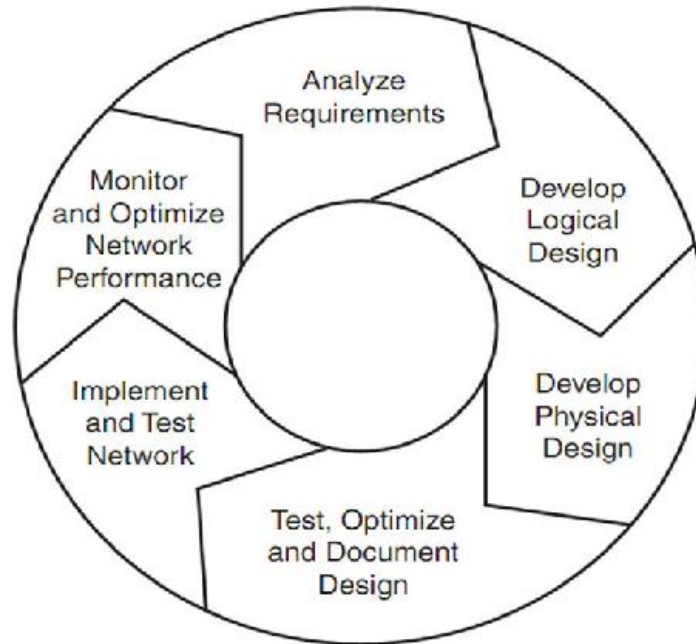 Analyze
Requirements
Develop
Logical
Design
Develop
Physical
Design
Test, Optimize
and Document
Design
Implement
and Test
Network
Monitor
and Optimize
Network
Performance